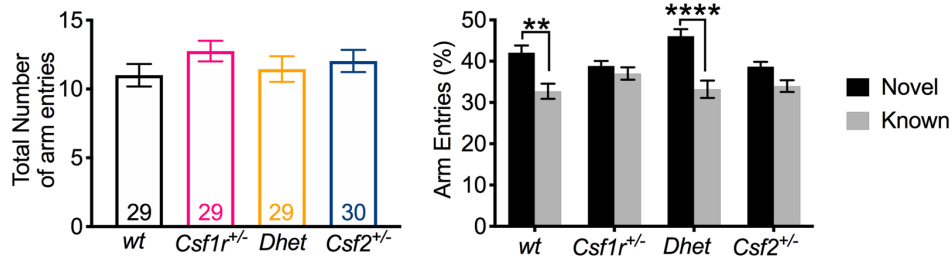 Total Number
of arm entries
15
10
5
0
29
29
29
30
wt
Csf1r+/-
Dhet
Csf2+/-
Arm Entries (%)
50
40
30
20
10
0
**
****
wt
Csf1r+/-
Dhet
Csf2+/-
Novel
Known